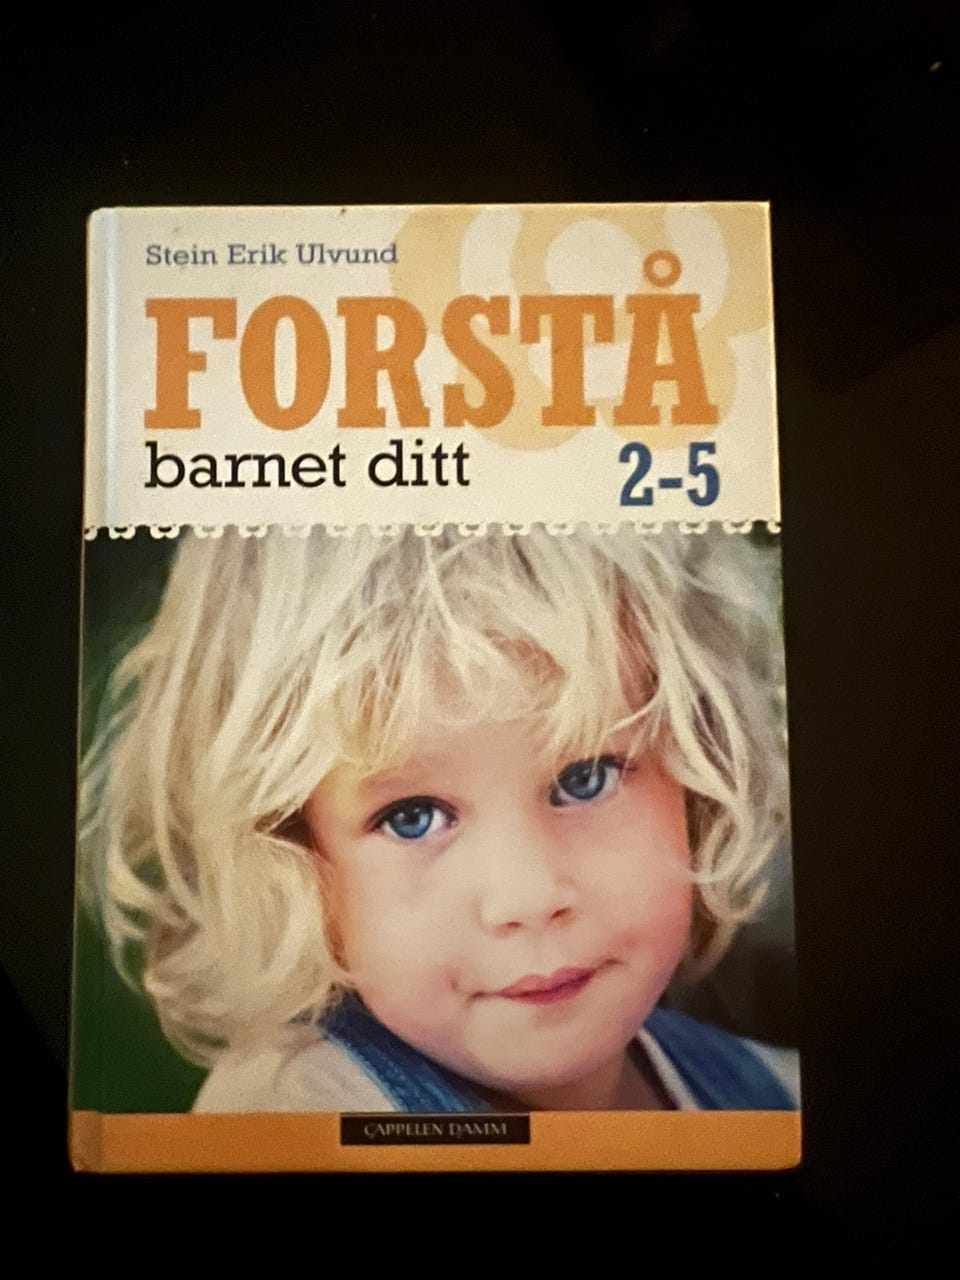 Stein Erik Ulvund
FORSTÅ
barnet ditt 2-5
CAPPELEN DAMM